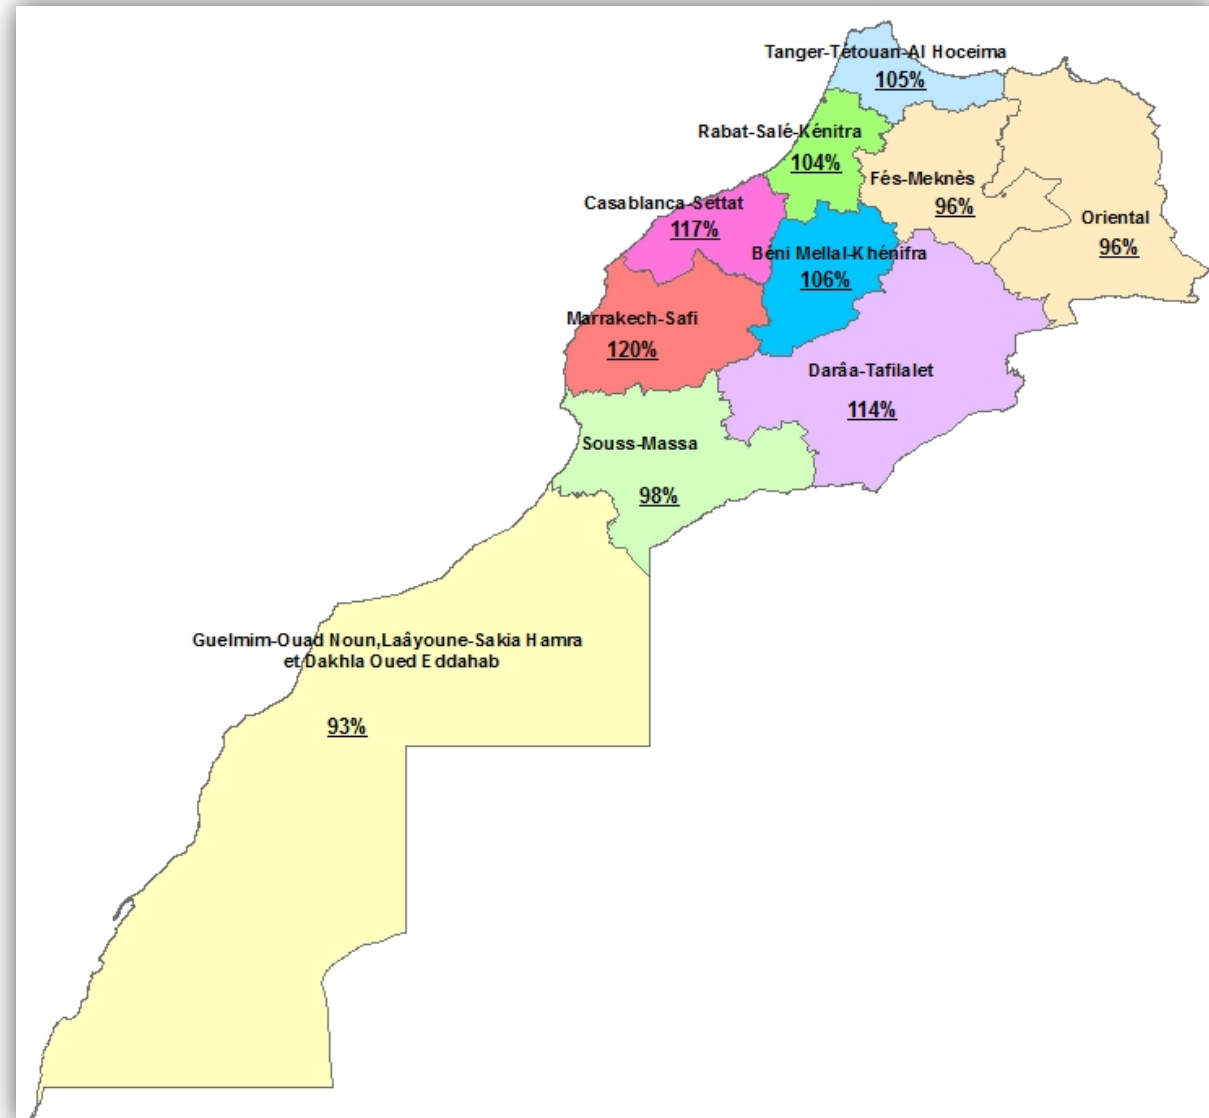 Tanger-Tétouan-Al Hoceima
105%
Rabat-Salé-Kénitra
104%
Fés-Meknès
96%
Casablanca-Settat
117%
Oriental
96%
Béni Mellal-Khénifra
106%
Marrakech-Safi
120%
Darâa-Tafilalet
114%
Souss-Massa
98%
Guelmim-Ouad Noun,Laâyoune-Sakia Hamra
et Dakhla Oued Eddahab
93%